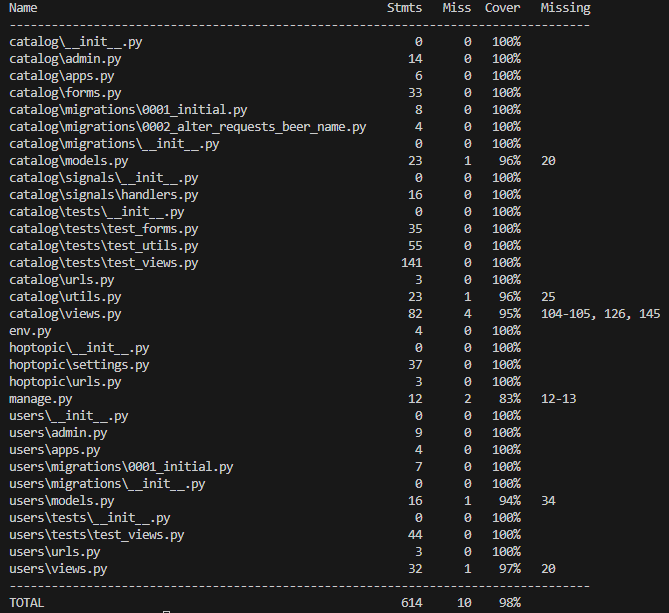 Name Stmts Miss Cover Missing
-----------------------------------------------------------------------------------
catalog\__init__.py 0 0 100%
catalog\admin.py 14 0 100%
catalog\apps.py 6 0 100%
catalog\forms.py 33 0 100%
catalog\migrations\0001_initial.py 8 0 100%
catalog\migrations\0002_alter_requests_beer_name.py 4 0 100%
catalog\migrations\__init__.py 0 0 100%
catalog\models.py 23 1 96% 20
catalog\signals\__init__.py 0 0 100%
catalog\signals\handlers.py 16 0 100%
catalog\tests\__init__.py 0 0 100%
catalog\tests\test_forms.py 35 0 100%
catalog\tests\test_utils.py 55 0 100%
catalog\tests\test_views.py 141 0 100%
catalog\urls.py 3 0 100%
catalog\utils.py 23 1 96% 25
catalog\views.py 82 4 95% 104-105, 126, 145
env.py 4 0 100%
hoptopic\__init__.py 0 0 100%
hoptopic\settings.py 37 0 100%
hoptopic\urls.py 3 0 100%
manage.py 12 2 83% 12-13
users\__init__.py 0 0 100%
users\admin.py 9 0 100%
users\apps.py 4 0 100%
users\migrations\0001_initial.py 7 0 100%
users\migrations\__init__.py 0 0 100%
users\models.py 16 1 94% 34
users\tests\__init__.py 0 0 100%
users\tests\test_views.py 44 0 100%
users\urls.py 3 0 100%
users\views.py 32 1 97% 20
-----------------------------------------------------------------------------------
TOTAL 614 10 98%